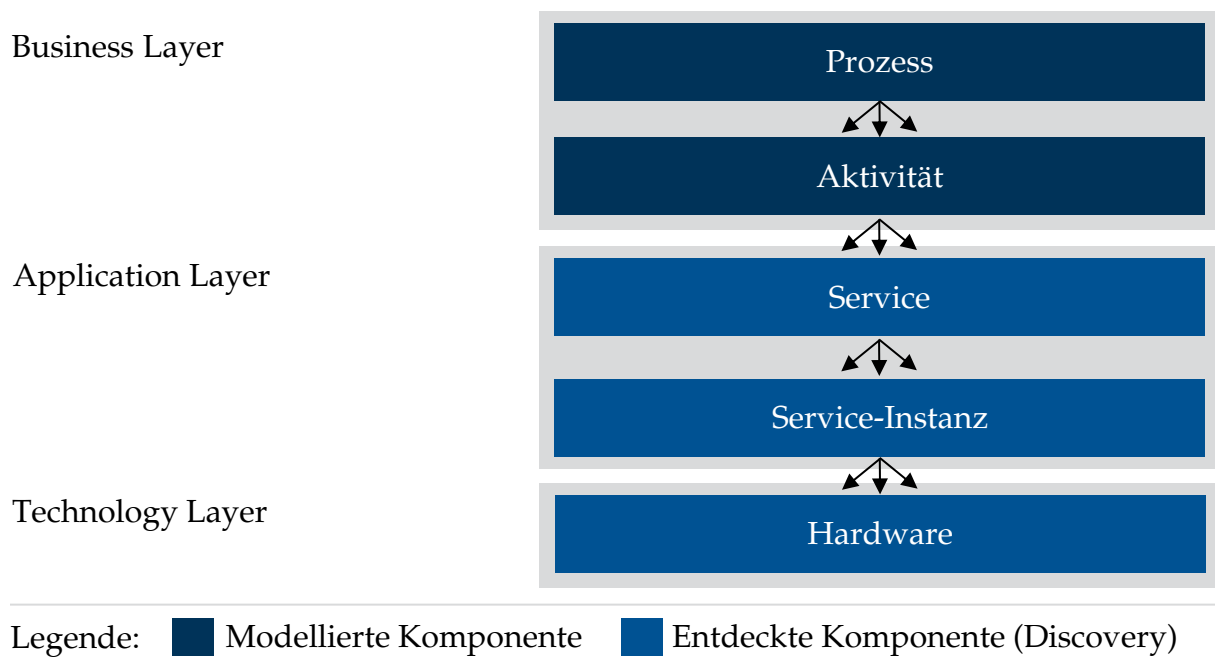 Business Layer
Prozess
Aktivität
Application Layer
Service
Service-Instanz
Technology Layer
Hardware
Legende: Modellierte Komponente Entdeckte Komponente (Discovery)